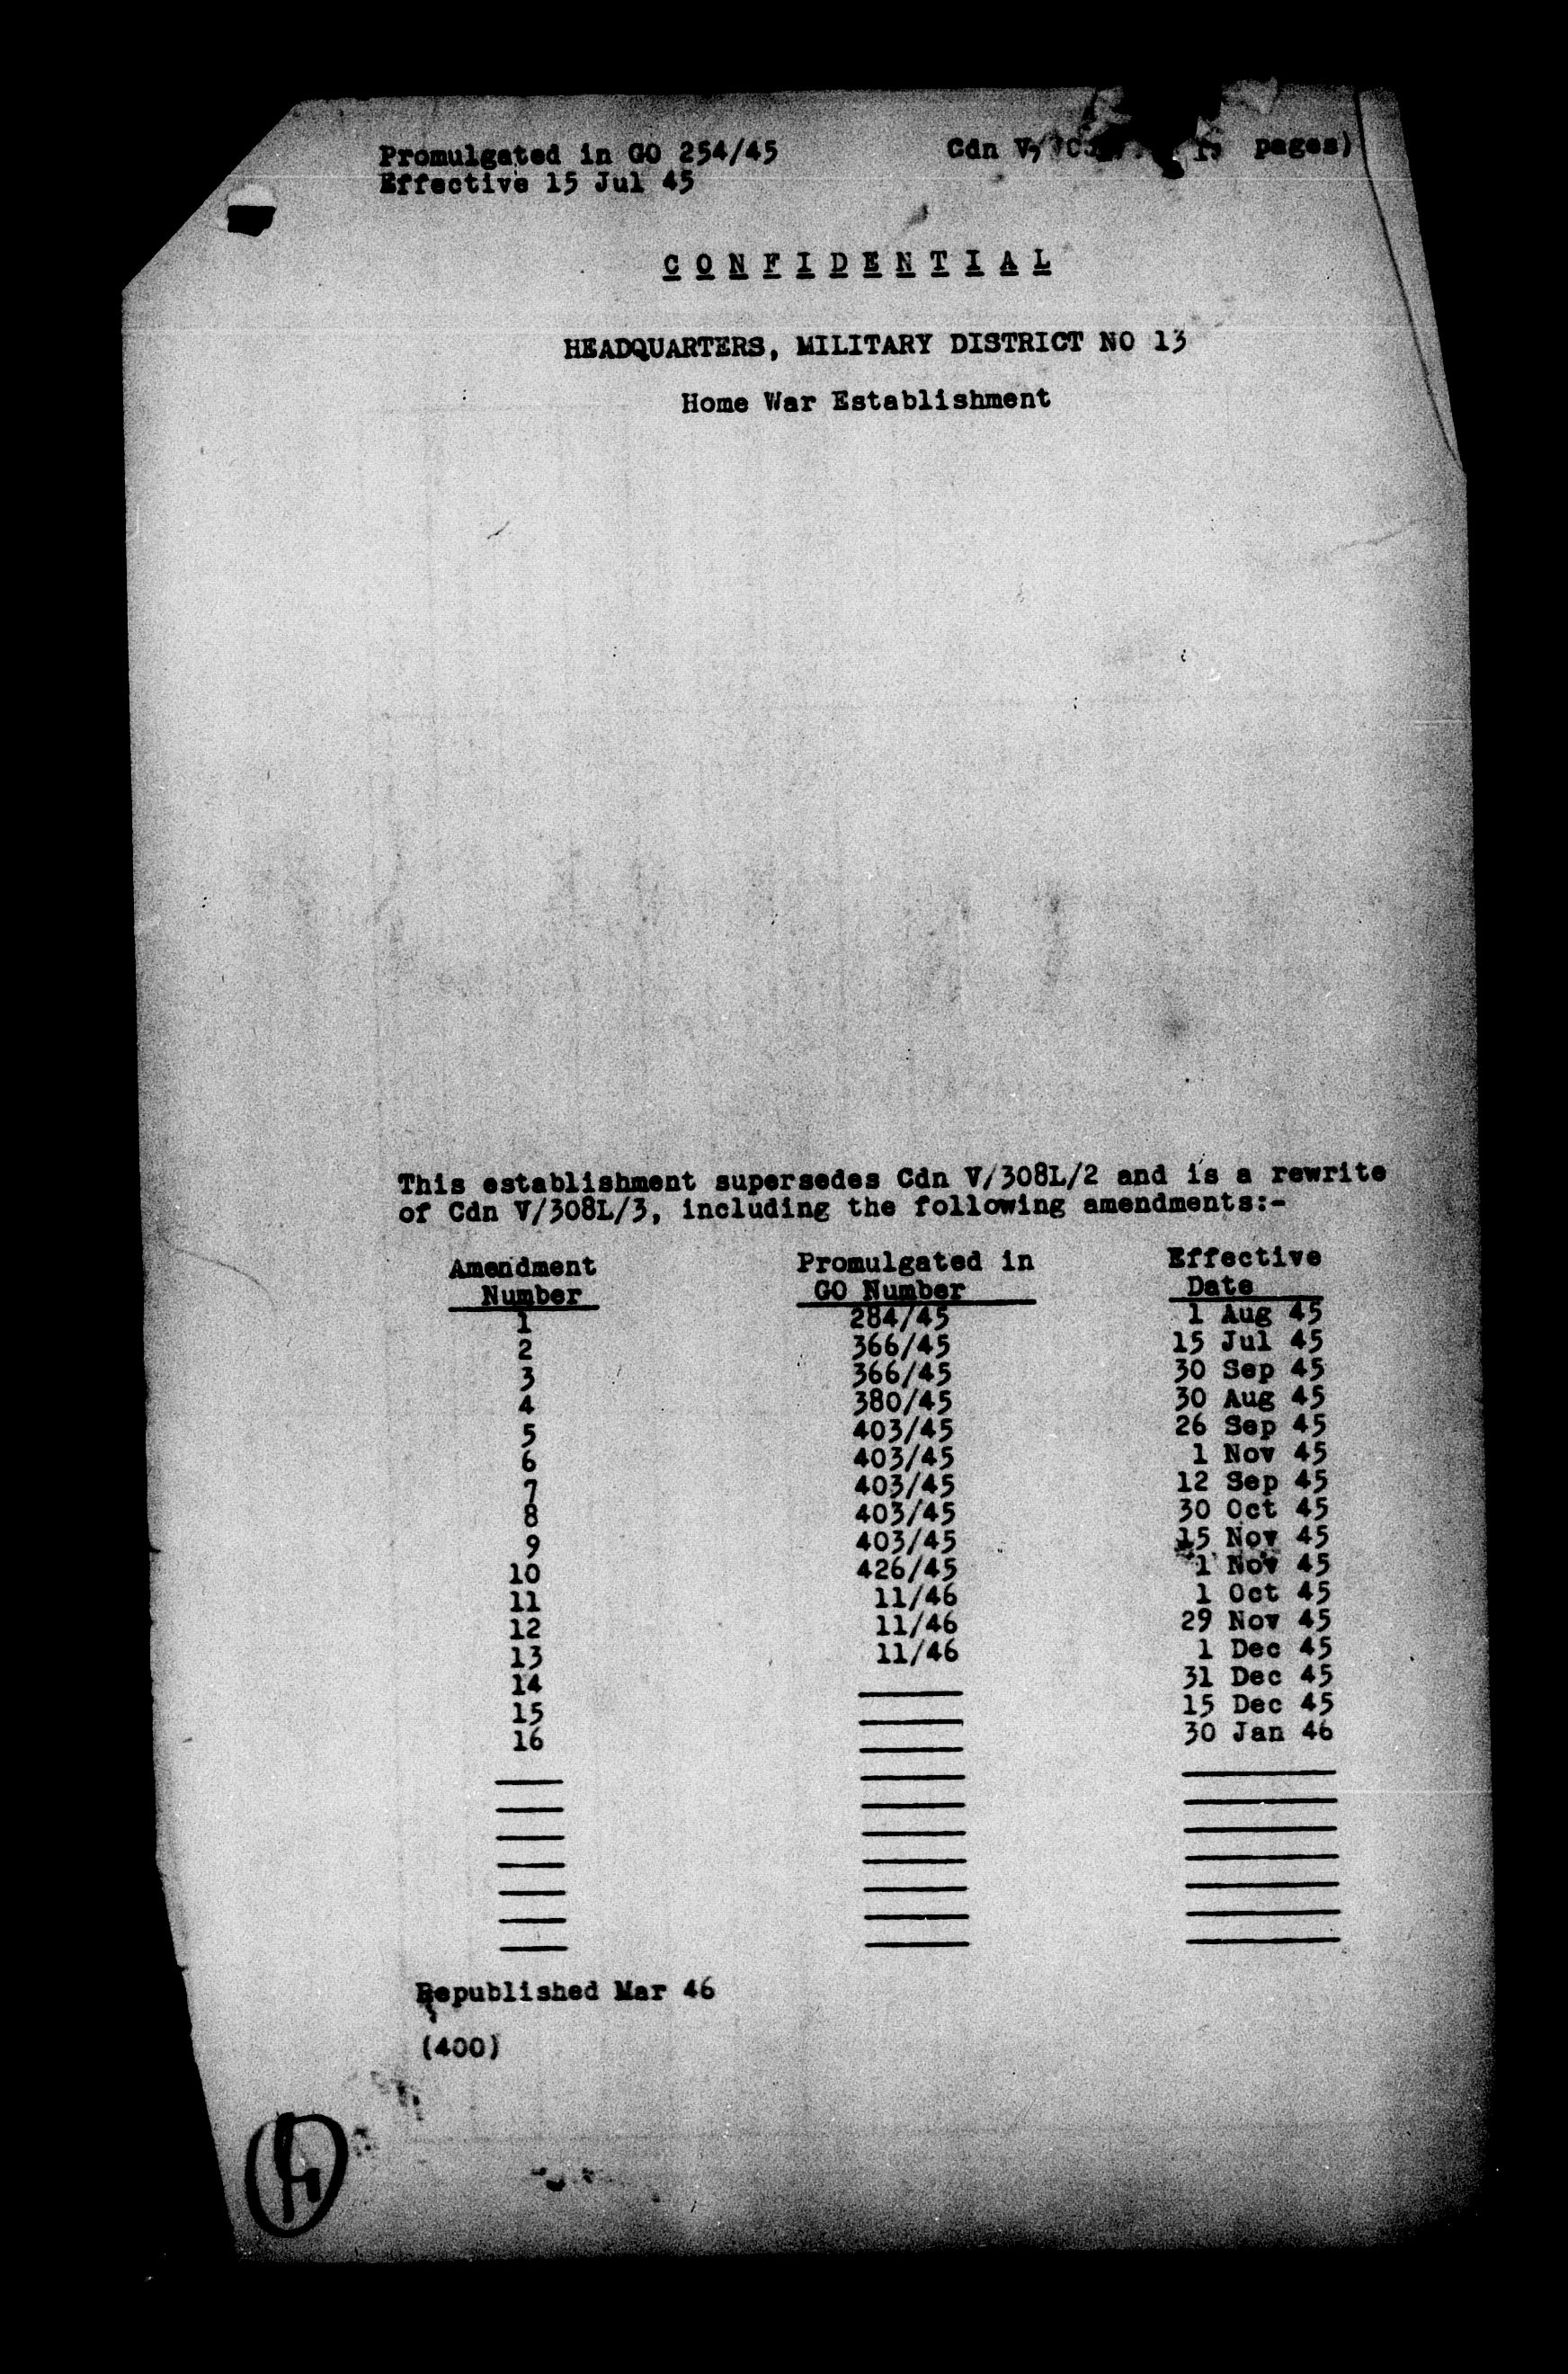 Promulgated in GO 254/45 Cdn pages)
Effective 15 Jul 45
CONFIDENTIAL
HEADQUARTERS, MILITARY DISTRICT NO 13
Home War Establishment
This establishment supersedes Cdn V/308L/2 and is a rewrite
of Cdn V/308L/3, including the following amendments:-
Amendment Promulgated in Effective
Number GO Number Date
1 284/45 1 Aug 45
2 366/45 15 Jul 45
3 366/45 30 Sep 45
4 380/45 30 Aug 45
5 403/45 26 Sep 45
6 403/45 1 Nov 45
7 403/45 12 Sep 45
8 403/45 30 Oct 45
9 403/45 15 Nov 45
10 426/45 1 Nov 45
11 11/46 1 Oct 45
12 11/46 29 Nov 45
13 11/46 1 Dec 45
14 31 Dec 45
15 15 Dec 45
16 30 Jan 46
Republished Mar 46
(400)